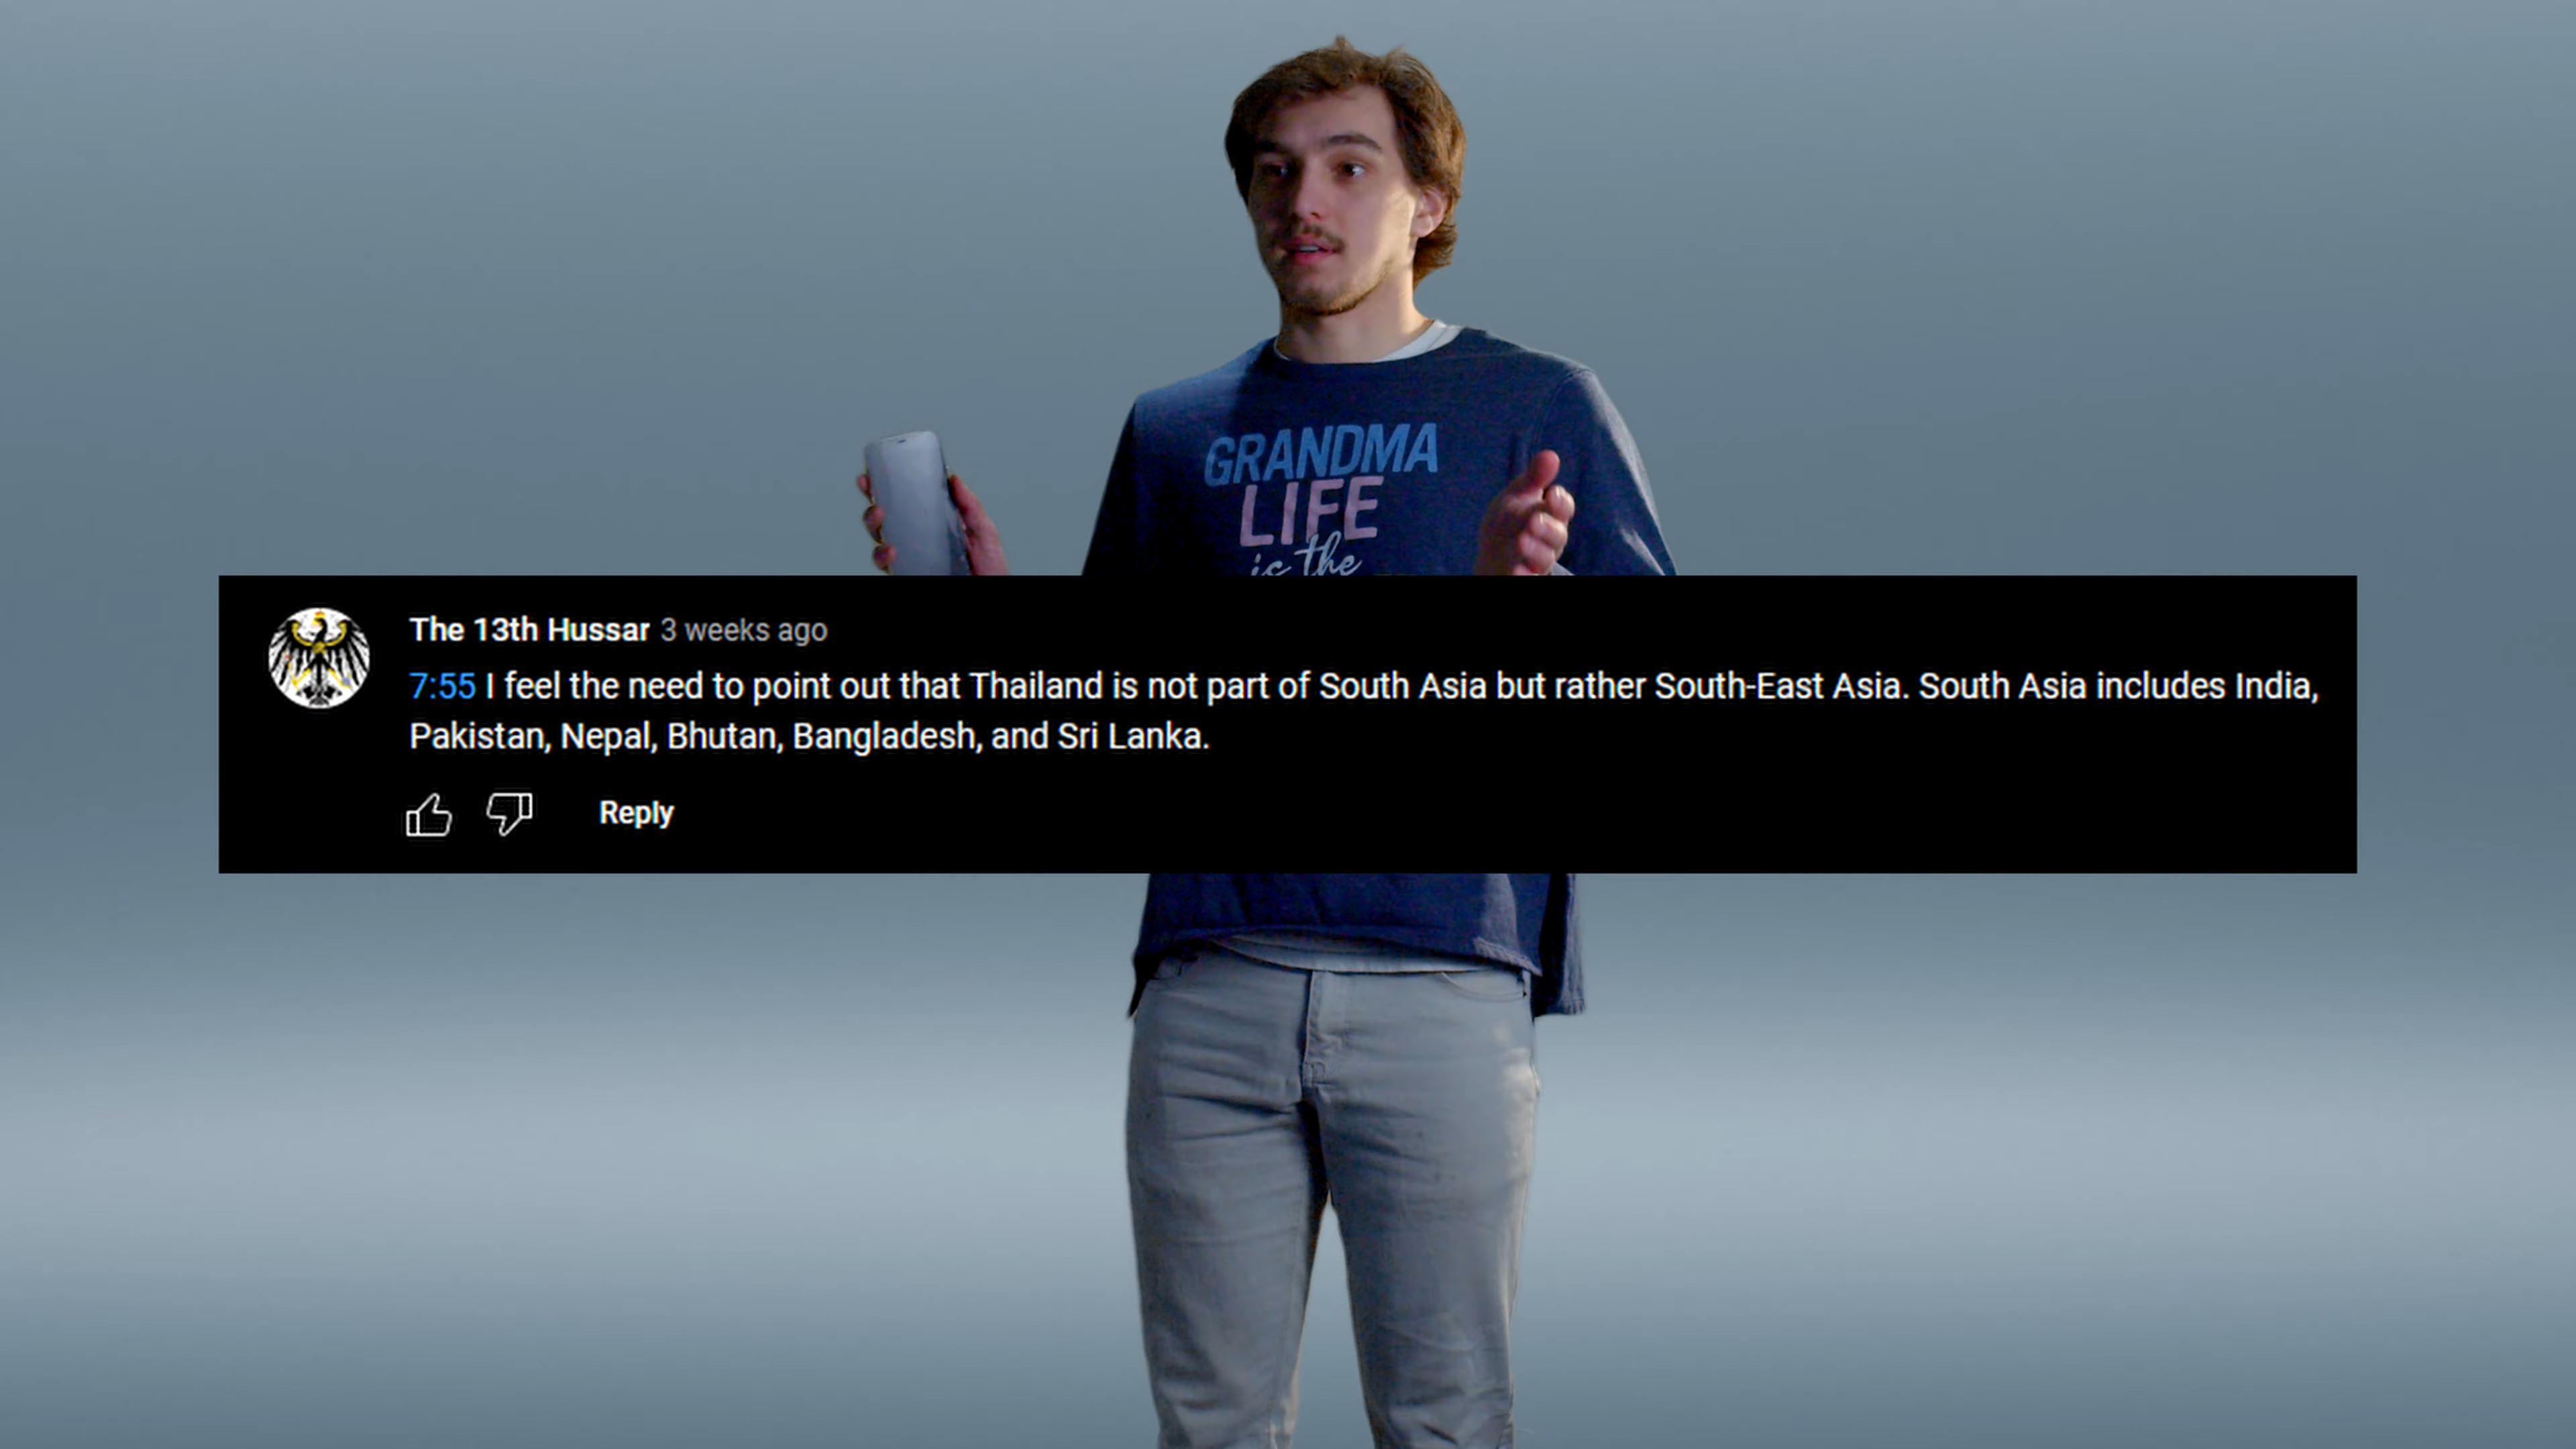 GRANDMA
LIFE
is the
The 13th Hussar 3 weeks ago
7:55 I feel the need to point out that Thailand is not part of South Asia but rather South-East Asia. South Asia includes India,
Pakistan, Nepal, Bhutan, Bangladesh, and Sri Lanka.
Reply